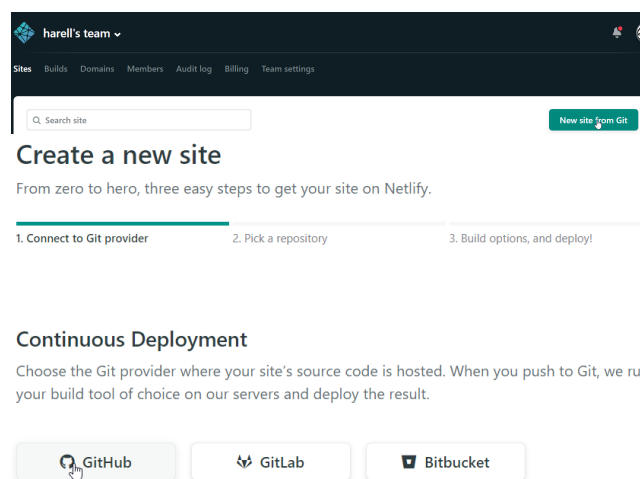 harell's team
Sites Builds Domains Members Audit log Billing Team settings
Search site
New site from Git
Create a new site
From zero to hero, three easy steps to get your site on Netlify.
1. Connect to Git provider 2. Pick a repository 3. Build options, and deploy!
Continuous Deployment
Choose the Git provider where your site's source code is hosted. When you push to Git, we
your build tool of choice on our servers and deploy the result.
GitHub GitLab Bitbucket